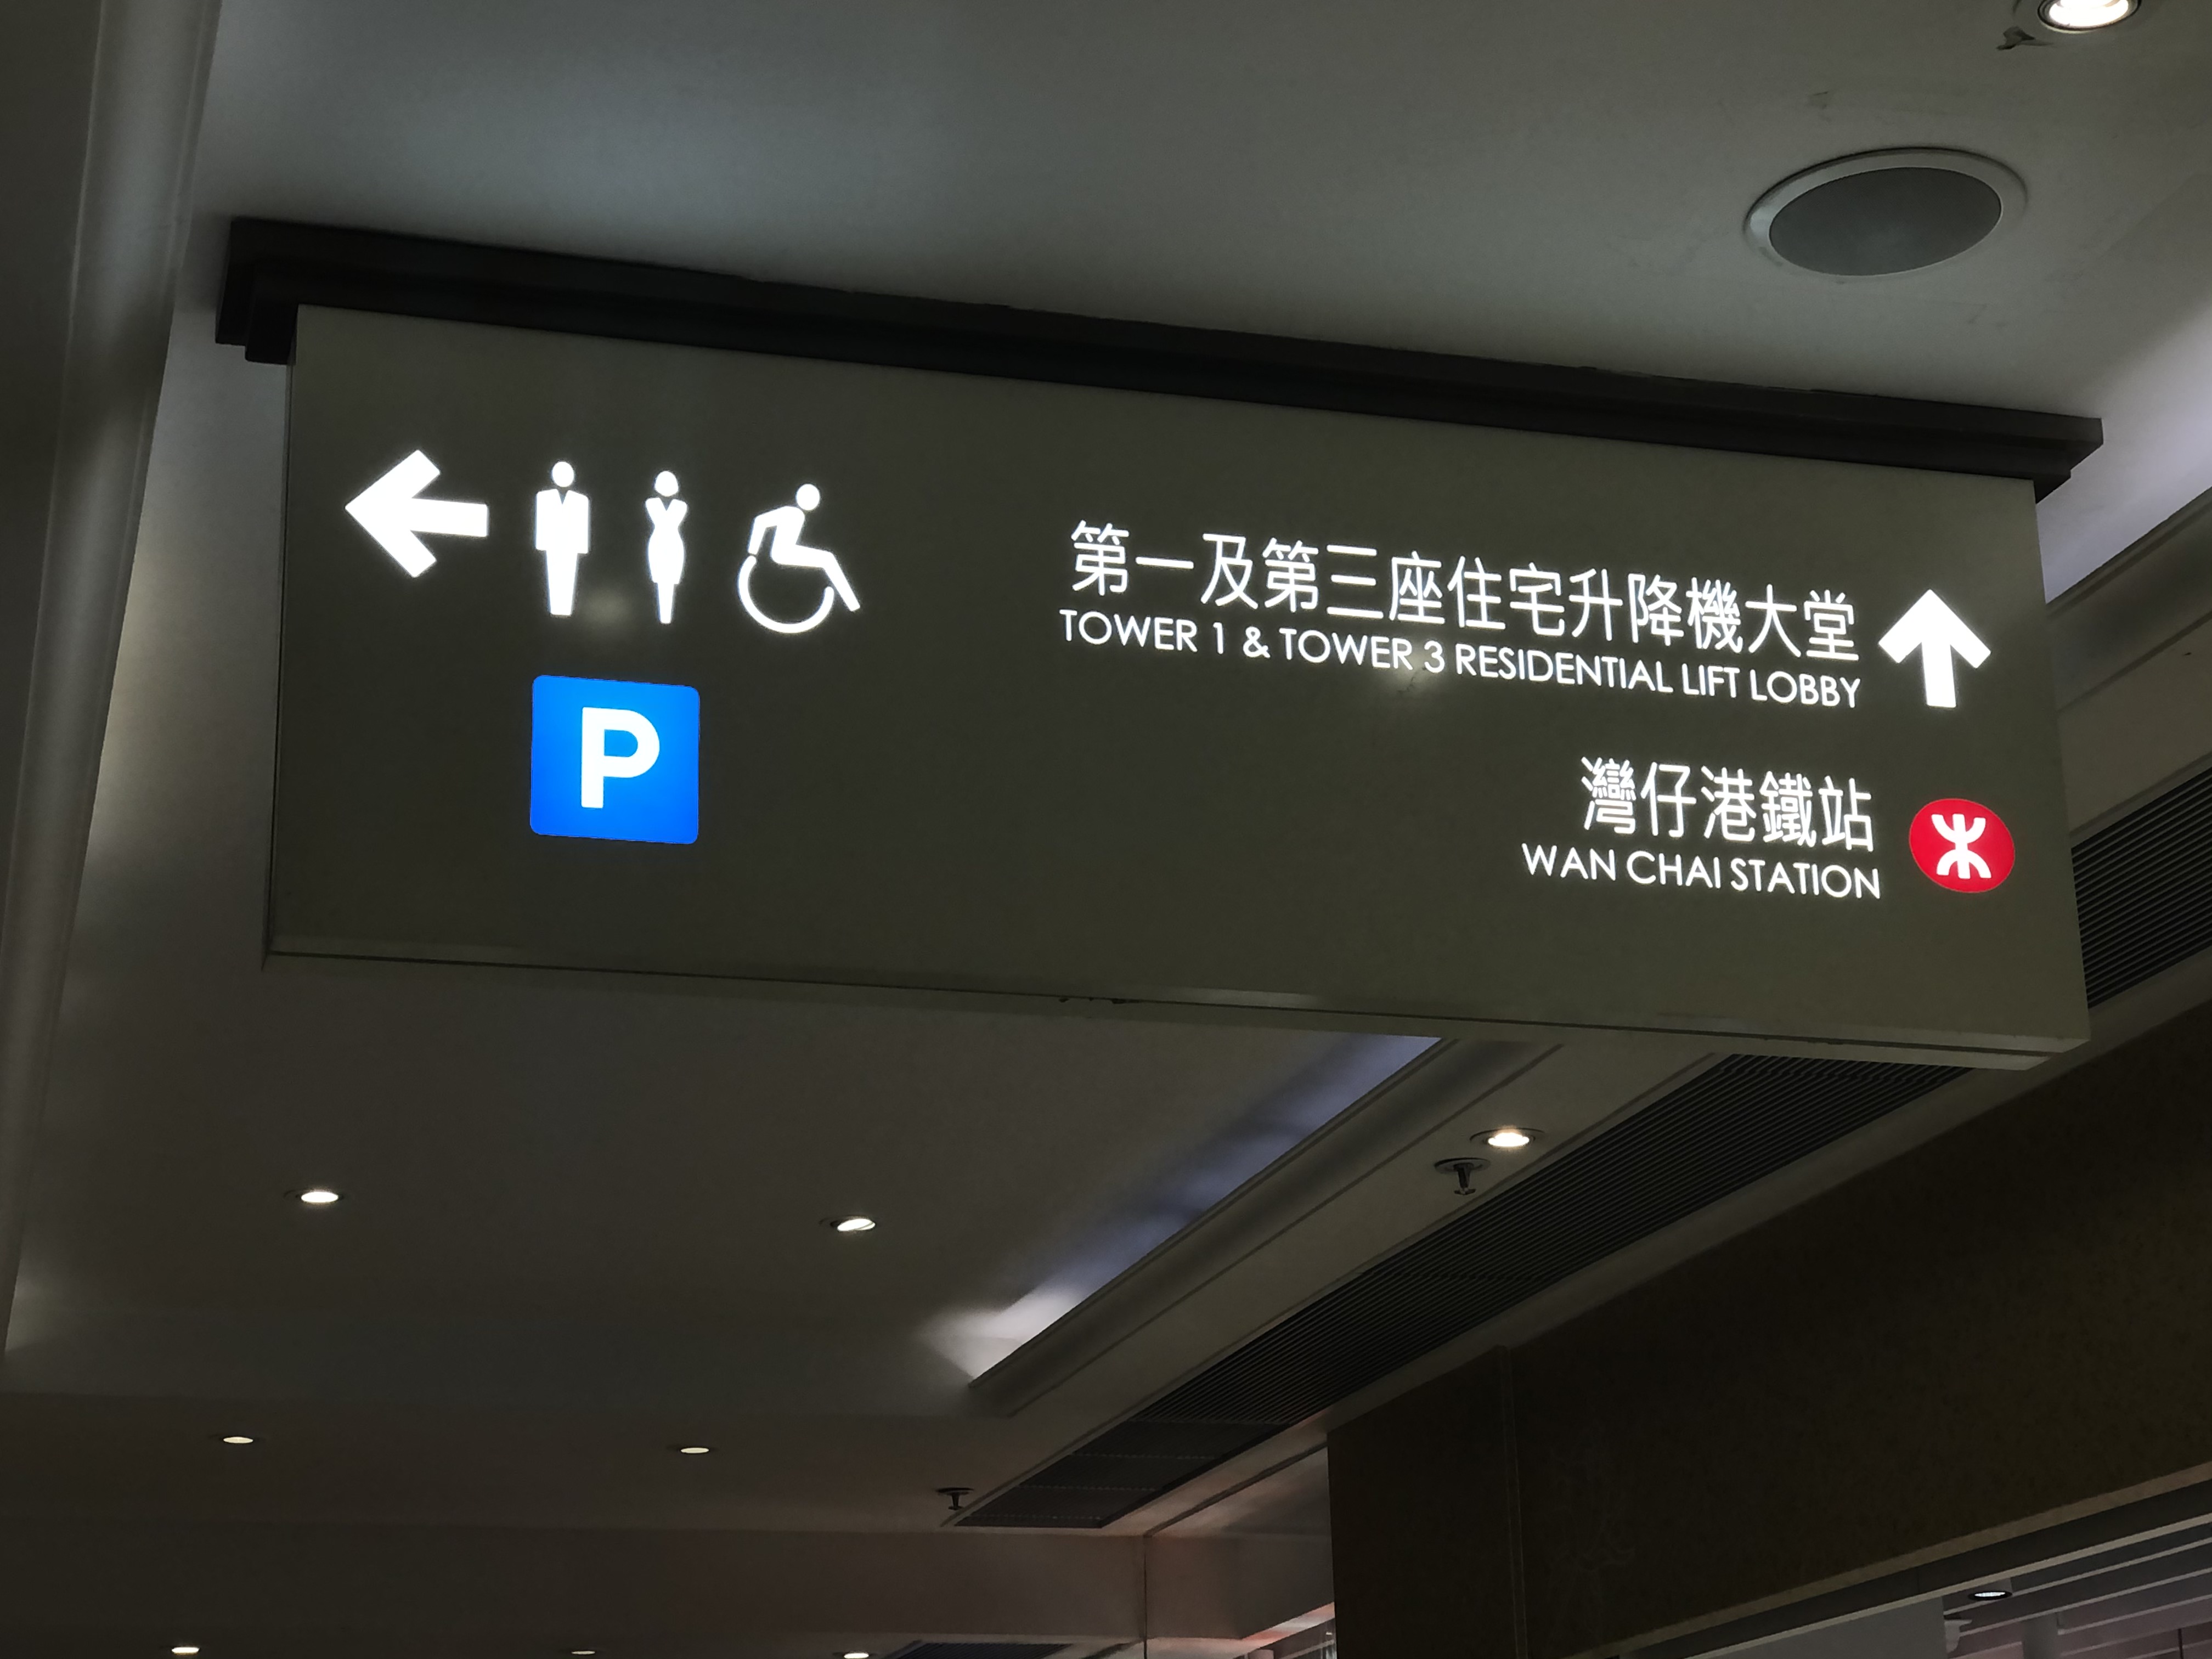 第一及第三座住宅升降機大堂
TOWER 1 & TOWER 3 RESIDENTIAL LIFT LOBBY
P
灣仔港鐵站
WAN CHAI STATION